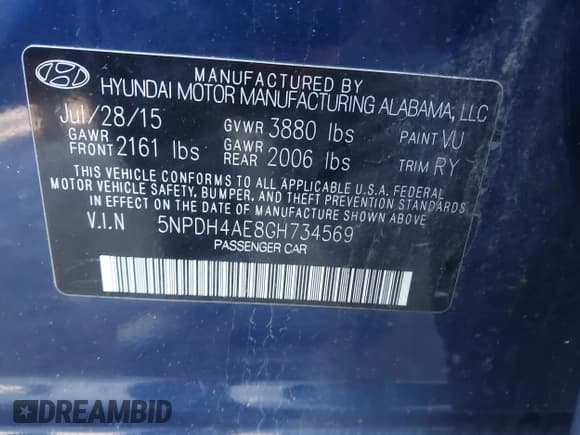 MANUFACTURED BY
HYUNDAI MOTOR MANUFACTURING ALABAMA, LLC
Jul/28/15 GVWR 3880 lbs PAINT VU
GAWR FRONT 2161 lbs GAWR REAR 2006 lbs TRIM RY
THIS VEHICLE CONFORMS TO ALL APPLICABLE U.S.A. FEDERAL
MOTOR VEHICLE SAFETY, BUMPER, AND THEFT PREVENTION STANDARDS
IN EFFECT ON THE DATE OF MANUFACTURE SHOWN ABOVE.
V.I.N 5NPDH4AE8GH734569
PASSENGER CAR
DREAMBID